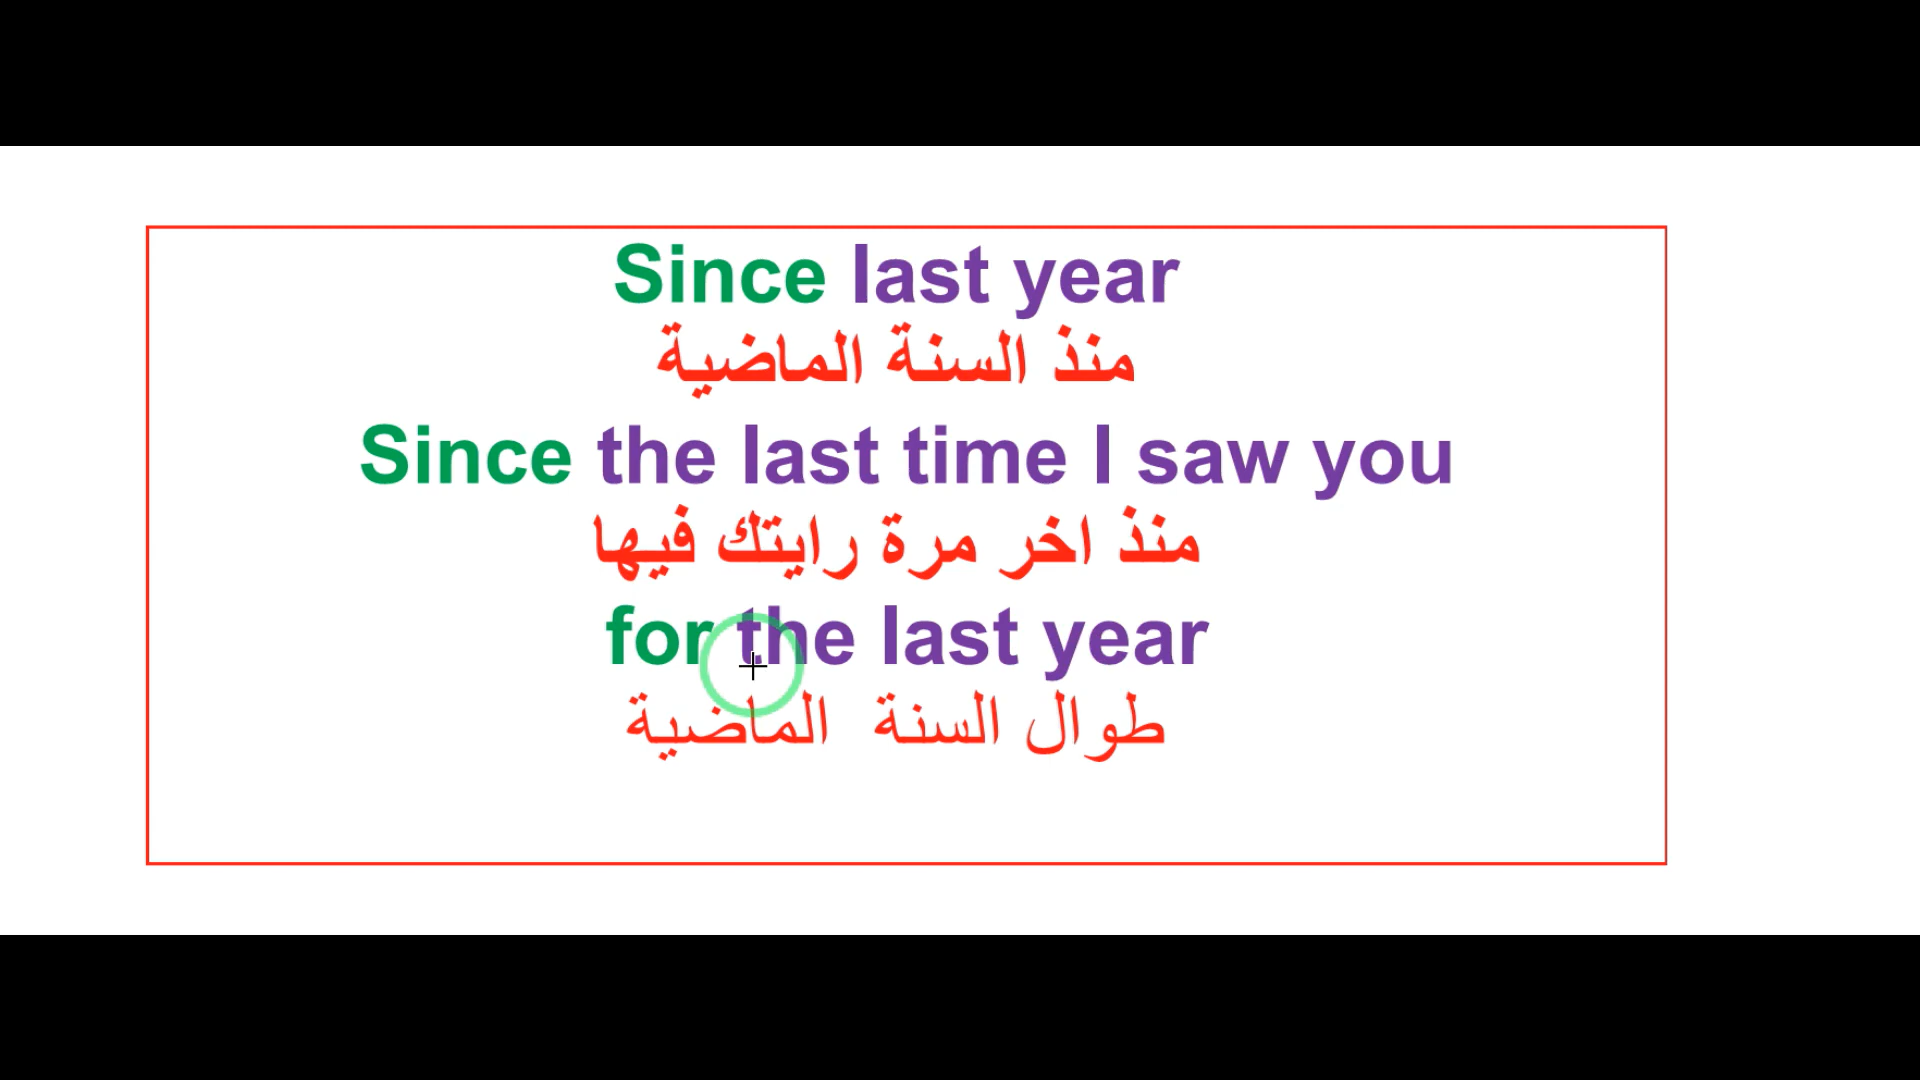 Since last year
منذ السنة الماضية
Since the last time I saw you
منذ اخر مرة رايتك فيها
for the last year
طوال السنة الماضية